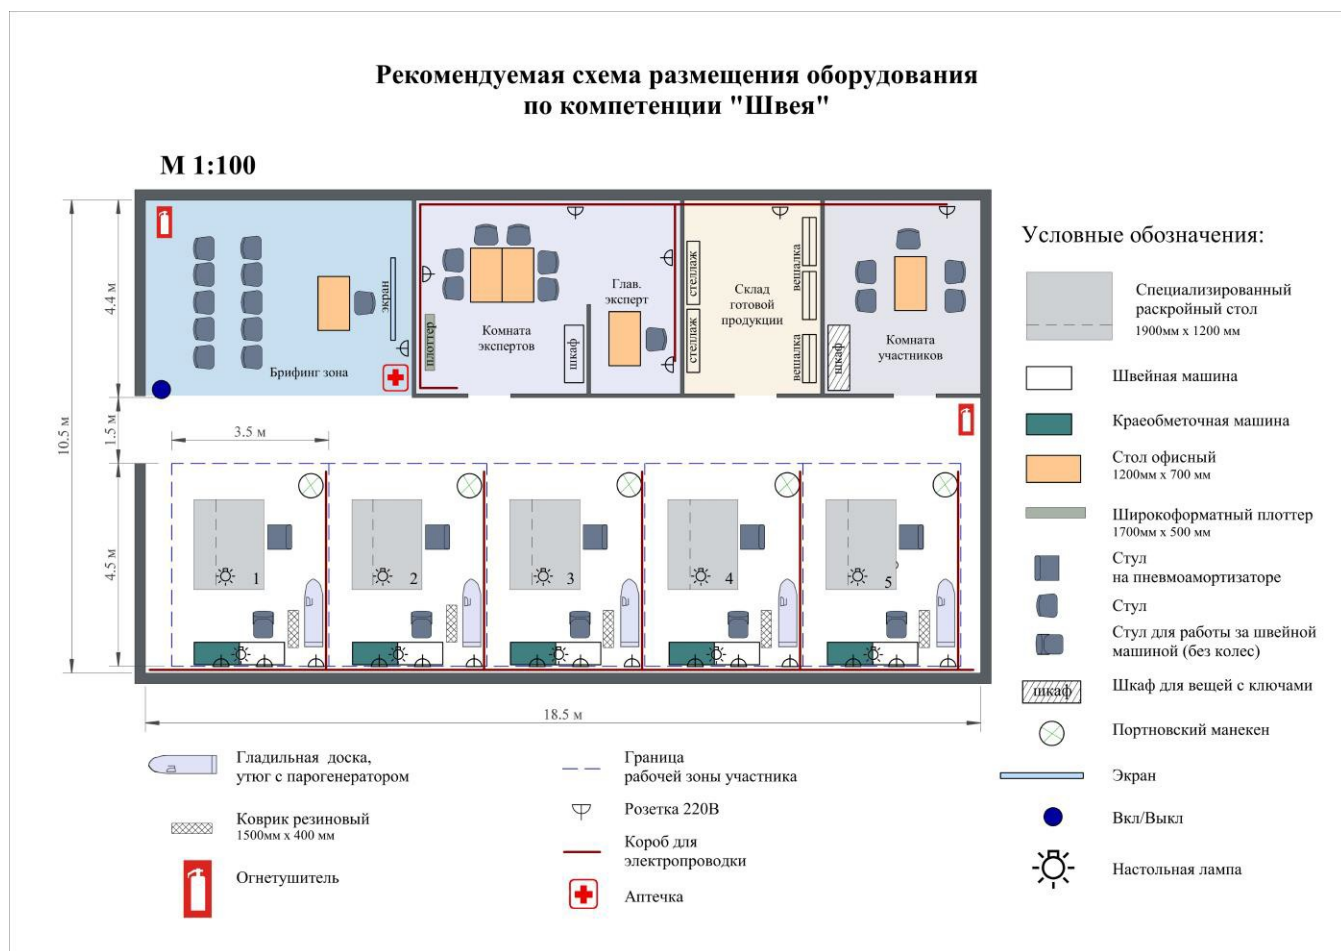 Рекомендуемая схема размещения оборудования
по компетенции "Швея"
М 1:100
10.5 м
4.4 м
1.5 м
4.5 м
3.5 м
18.5 м
Брифинг зона
экран
плоттер
Комната
экспертов
шкаф
Глав.
эксперт
стеллаж
стеллаж
Склад
готовой
продукции
вешалка
вешалка
шкаф
Комната
участников
1
2
3
4
5
Условные обозначения:
Специализированный
раскройный стол
1900мм x 1200 мм
Швейная машина
Краеобметочная машина
Стол офисный
1200мм x 700 мм
Широкоформатный плоттер
1700мм x 500 мм
Стул
на пневмоамортизаторе
Стул
Стул для работы за швейной
машиной (без колес)
шкаф
Шкаф для вещей с ключами
Портновский манекен
Экран
Вкл/Выкл
Настольная лампа
Гладильная доска,
утюг с парогенератором
Коврик резиновый
1500мм x 400 мм
Огнетушитель
Граница
рабочей зоны участника
Розетка 220В
Короб для
электропроводки
Аптечка